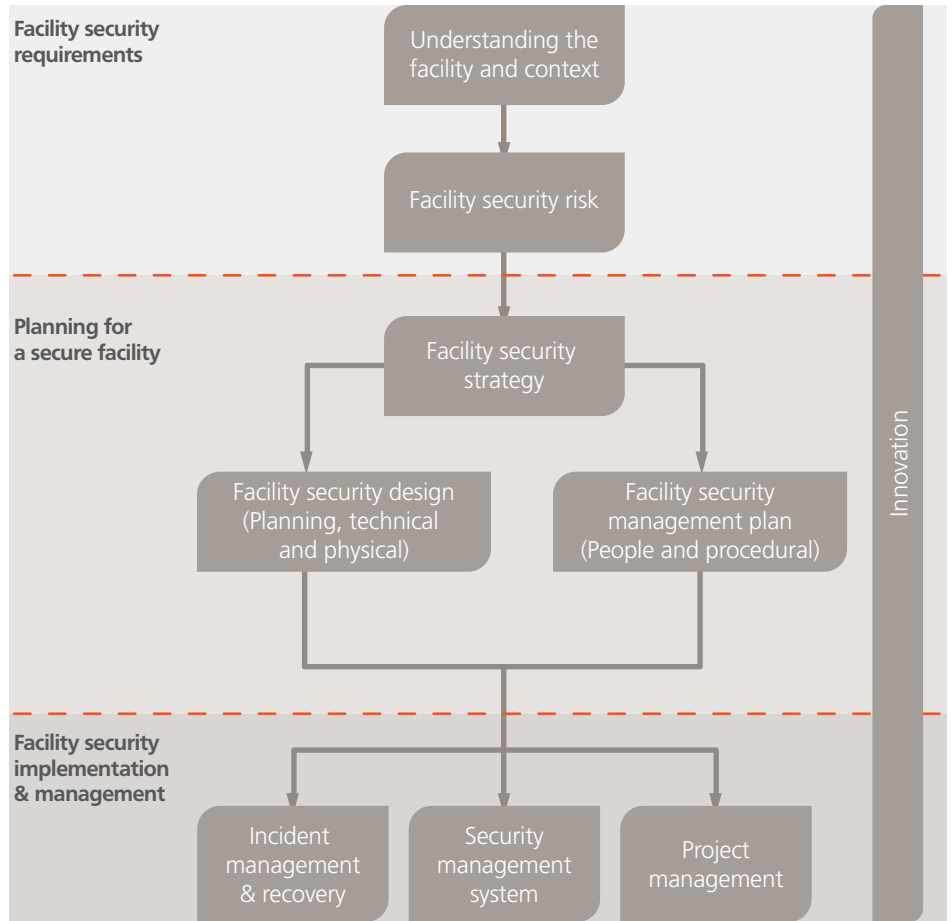 Facility security
requirements
Understanding the
facility and context
Facility security risk
Planning for
a secure facility
Facility security
strategy
Facility security design
(Planning, technical
and physical)
Facility security
management plan
(People and procedural)
Facility security
implementation
& management
Incident
management
& recovery
Security
management
system
Project
management
Innovation